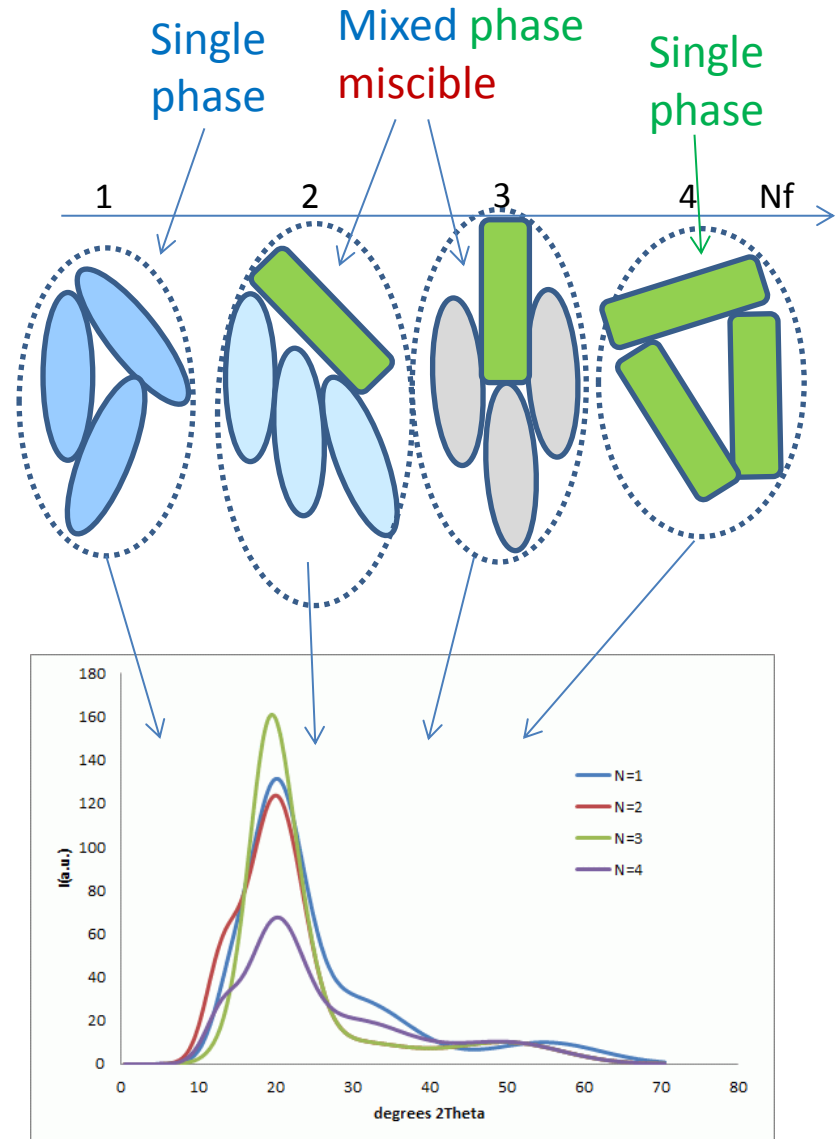 Single
phase
Mixed phase
miscible
Single
phase
1
2
3
4
Nf
180
160
140
120
100
80
60
40
20
0
I(a.u.)
N=1
N=2
N=3
N=4
0 10 20 30 40 50 60 70 80
degrees 2Theta